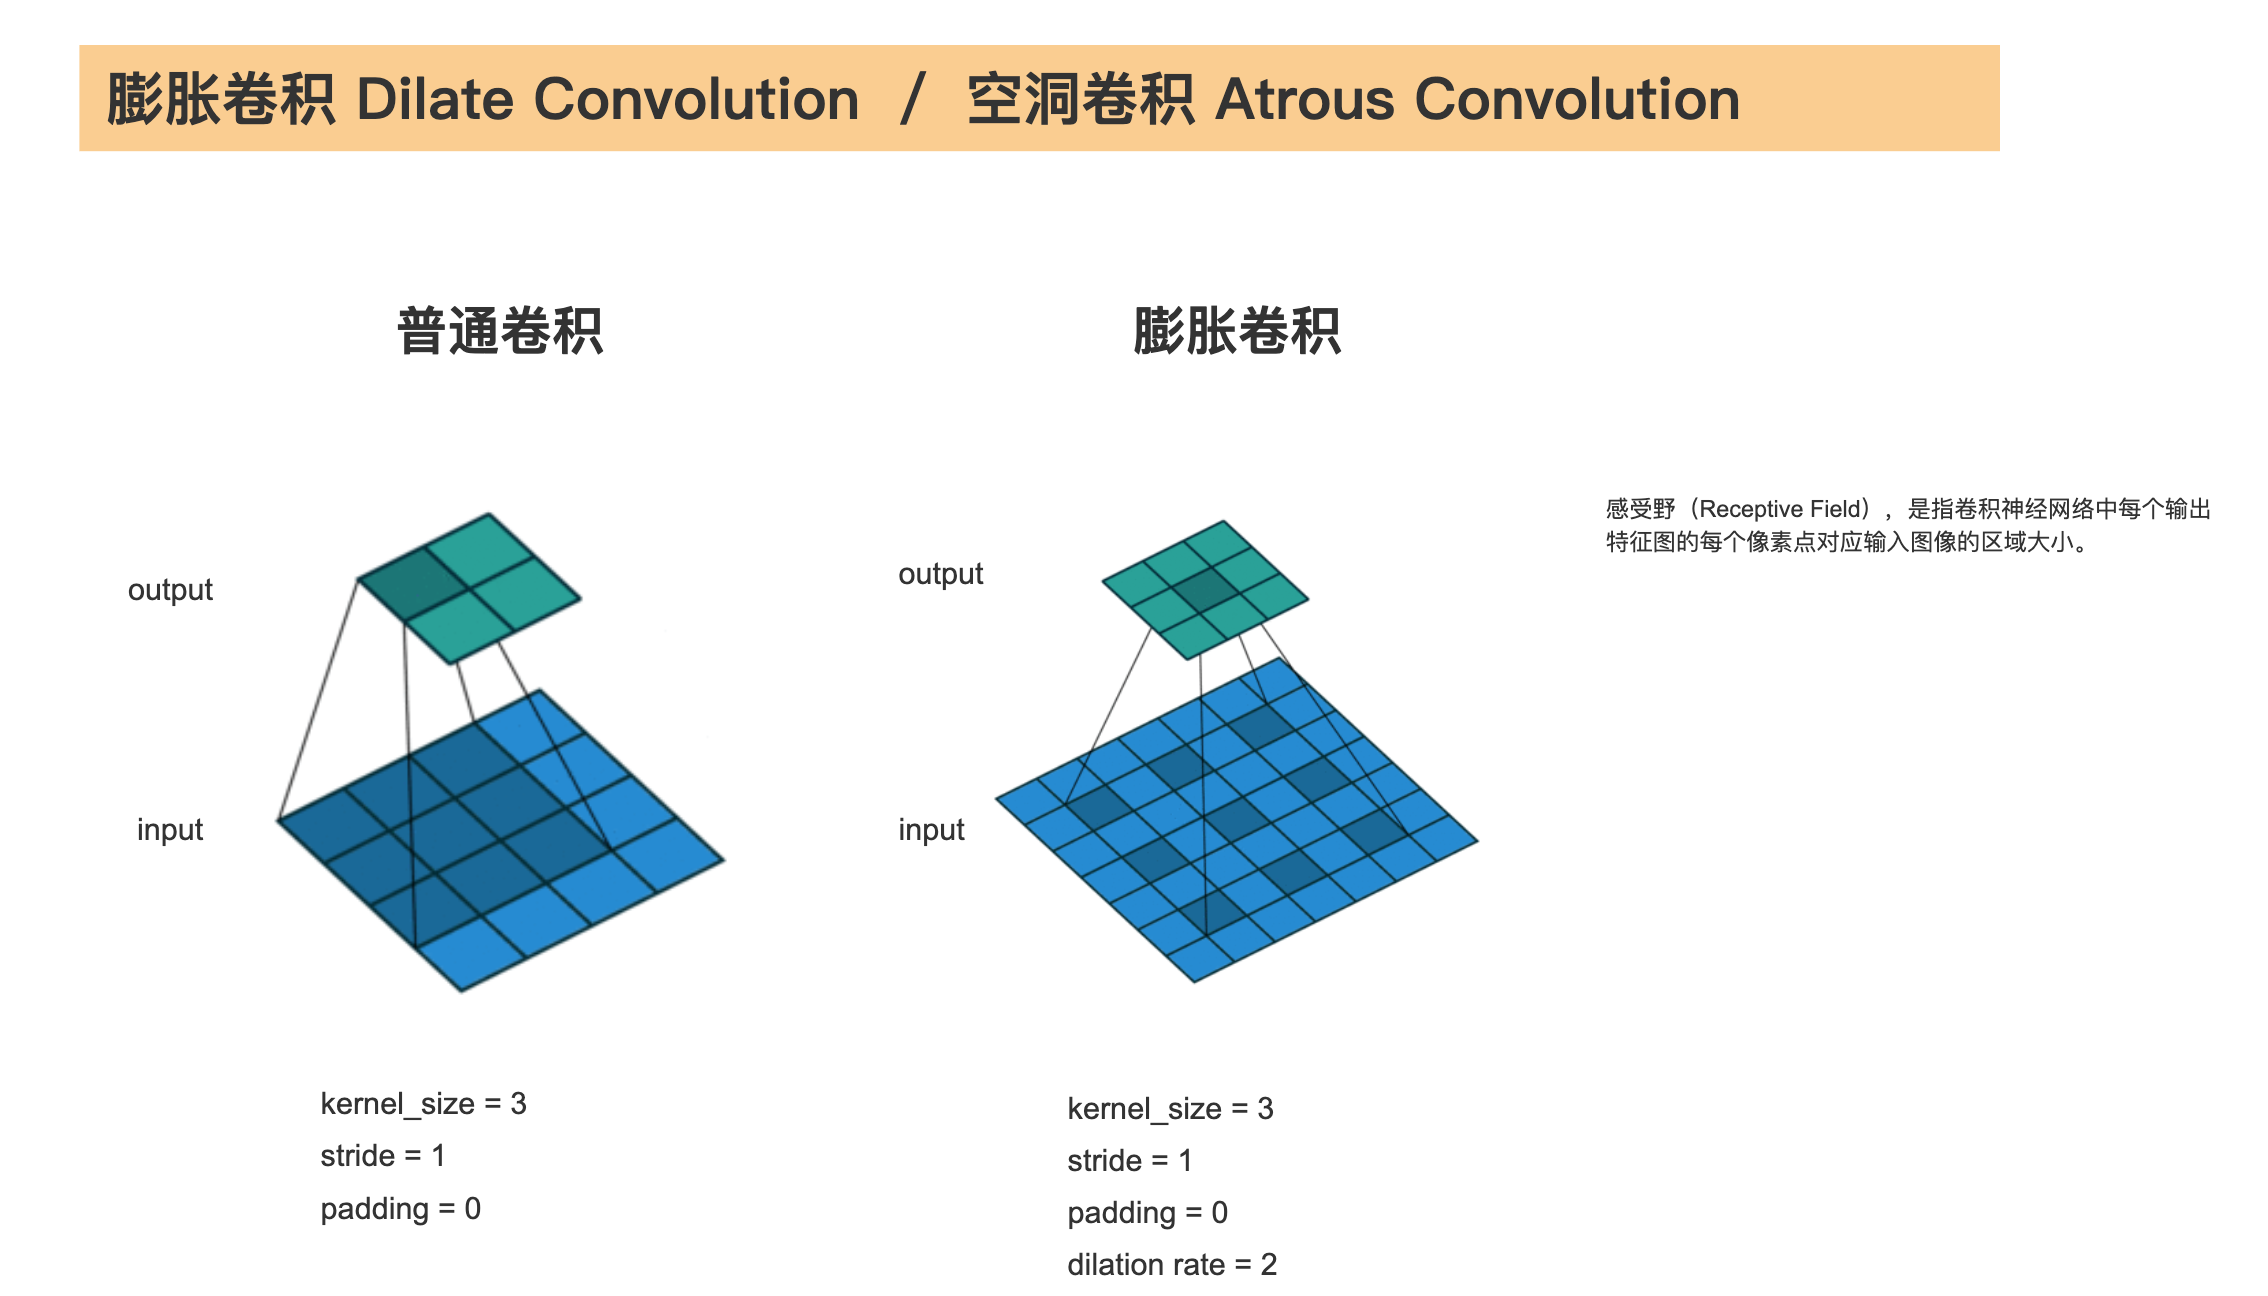 膨胀卷积 Dilate Convolution / 空洞卷积 Atrous Convolution
普通卷积
膨胀卷积
感受野（Receptive Field），是指卷积神经网络中每个输出
特征图的每个像素点对应输入图像的区域大小。
output
output
input
input
kernel_size = 3
stride = 1
padding = 0
kernel_size = 3
stride = 1
padding = 0
dilation rate = 2